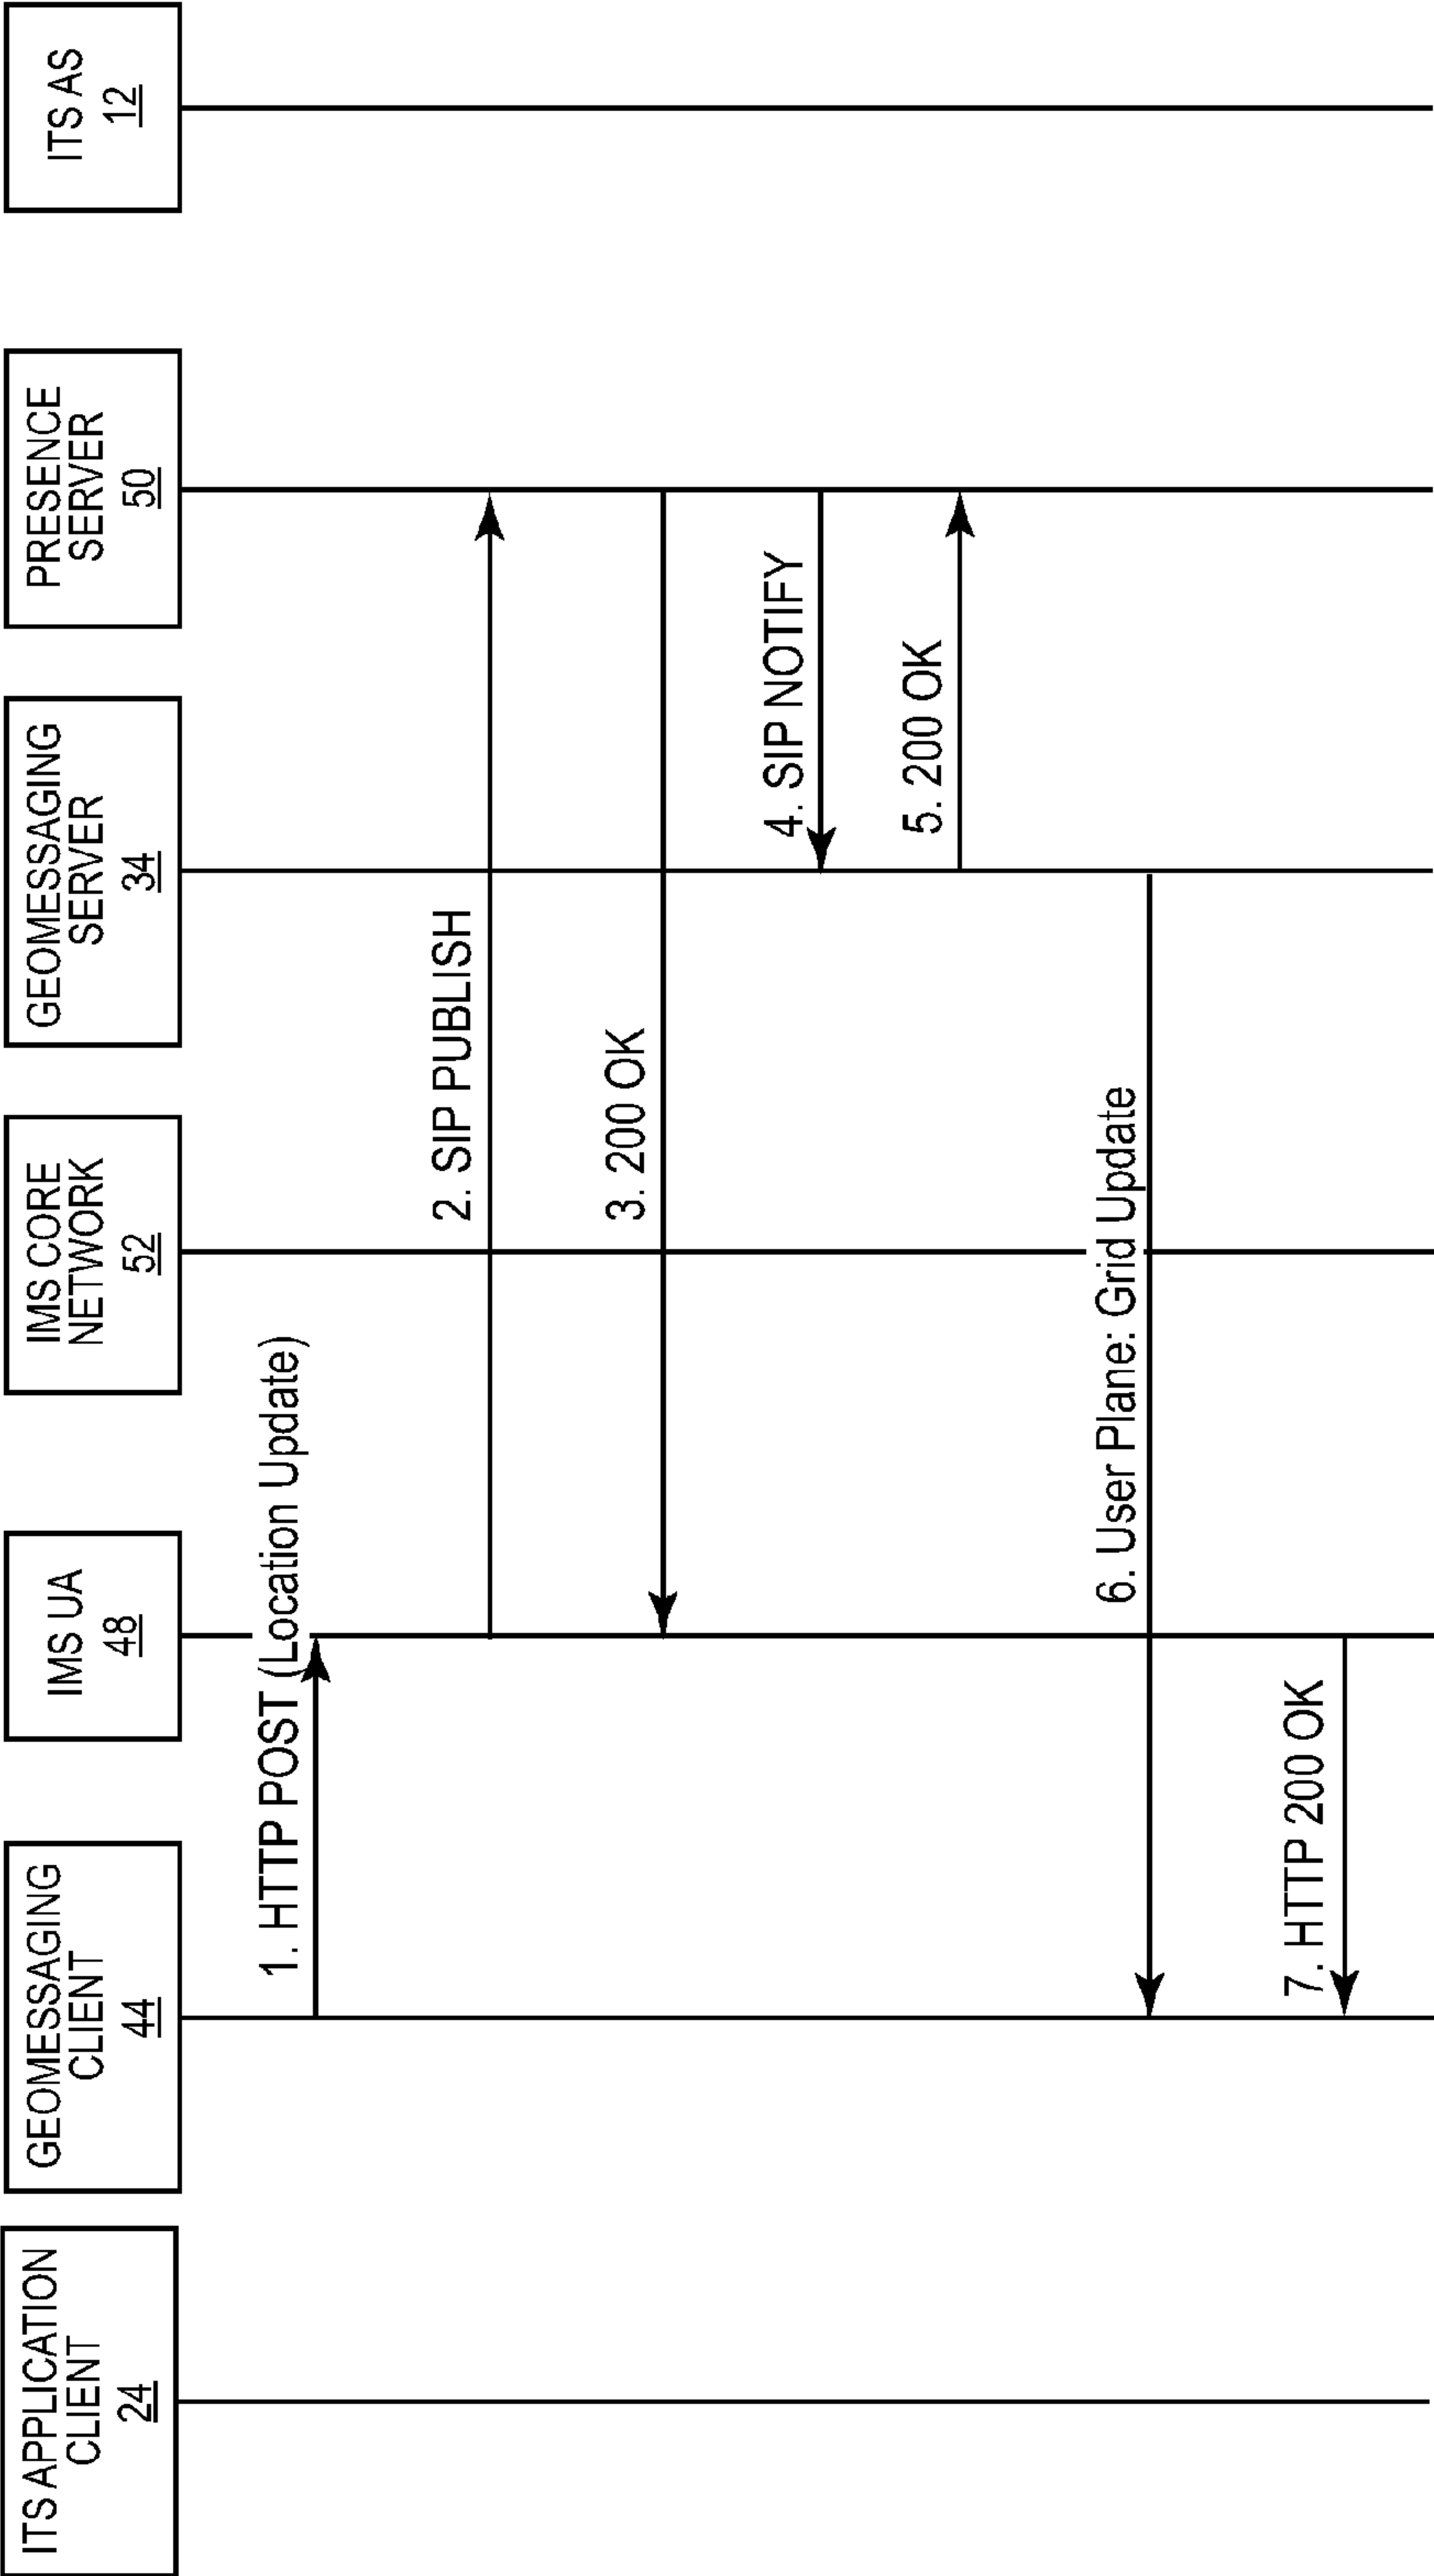 ITS APPLICATION
CLIENT
24
GEOMESSAGING
CLIENT
44
IMS UA
48
IMS CORE
NETWORK
52
GEOMESSAGING
SERVER
34
PRESENCE
SERVER
50
ITS AS
12
1. HTTP POST (Location Update)
2. SIP PUBLISH
3. 200 OK
4. SIP NOTIFY
5. 200 OK
6. User Plane: Grid Update
7. HTTP 200 OK